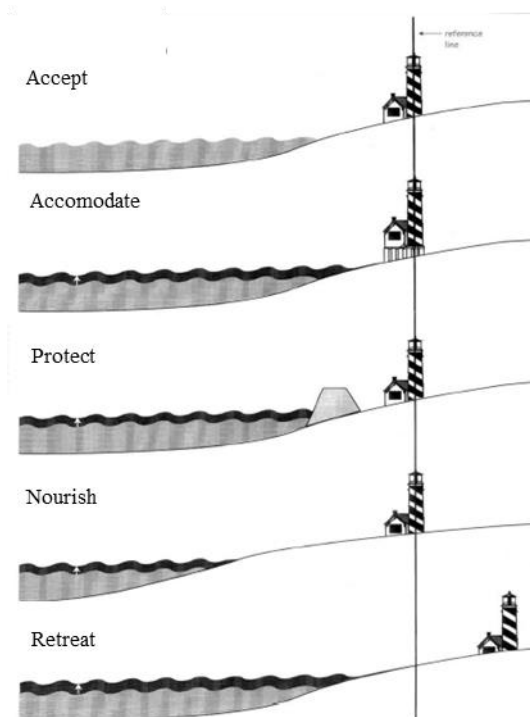 reference
line
Accept
Accomodate
Protect
Nourish
Retreat